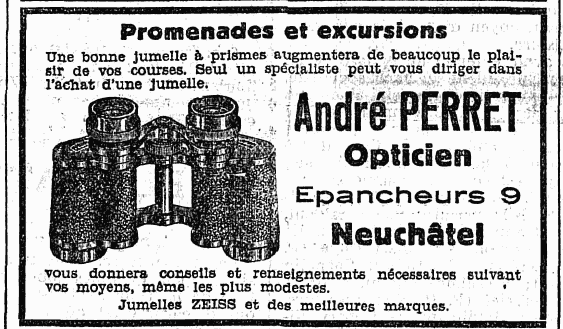 Promenades et excursions
Une bonne jumelle à prismes augmentera de beaucoup le plai-
sir de vos courses. Seul un spécialiste peut vous diriger dans
l'achat d'une jumelle.
André PERRET
Opticien
Epancheurs 9
Neuchâtel
vous donnera conseils et renseignements nécessaires suivant
vos moyens, même les plus modestes.
Jumelles ZEISS et des meilleures marques.